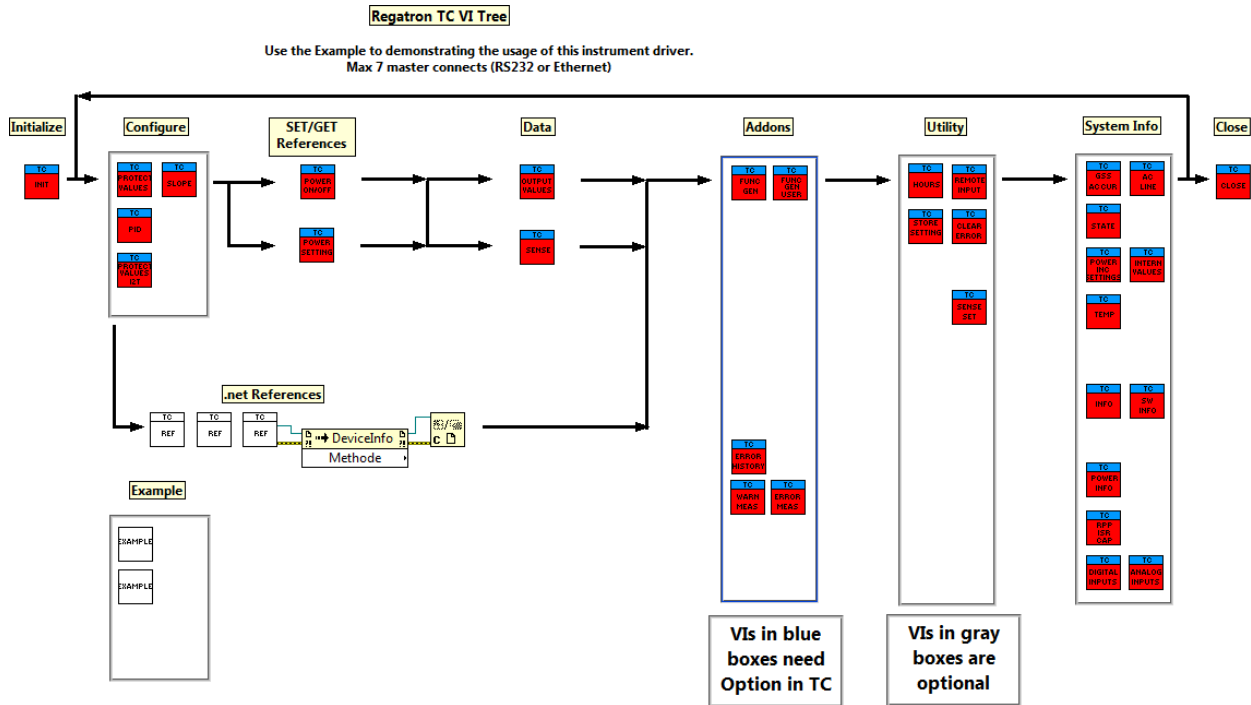 Regatron TC VI Tree
Use the Example to demonstrating the usage of this instrument driver.
Max 7 master connects (RS232 or Ethernet)
Initialize
TC
INIT
Configure
TC
PROTECT
VALUES
TC
SLOPE
TC
PID
TC
PROTECT
VALUES
I2T
SET/GET
References
TC
POWER
ON/OFF
TC
POWER
SETTING
Data
TC
OUTPUT
VALUES
TC
SENSE
Addons
TC
FUNC
GEN
TC
FUNC
GEN
USER
TC
ERROR
HISTORY
TC
WARN
MEAS
TC
ERROR
MEAS
Utility
TC
HOURS
TC
REMOTE
INPUT
TC
STORE
SETTING
TC
CLEAR
ERROR
TC
SENSE
SET
System Info
TC
GSS
AC CUR
TC
AC
LINE
TC
STATE
TC
POWER
SETTINGS
TC
INTERN
VALUES
TC
TEMP
TC
INFO
TC
SW
INFO
TC
POWER
INFO
TC
ISR
CAP
TC
DIGITAL
INPUTS
TC
ANALOG
INPUTS
Close
TC
CLOSE
.net References
TC
REF
TC
REF
TC
REF
DeviceInfo
Methode
C
Example
EXAMPLE
EXAMPLE
VIs in blue
boxes need
Option in TC
VIs in gray
boxes are
optional